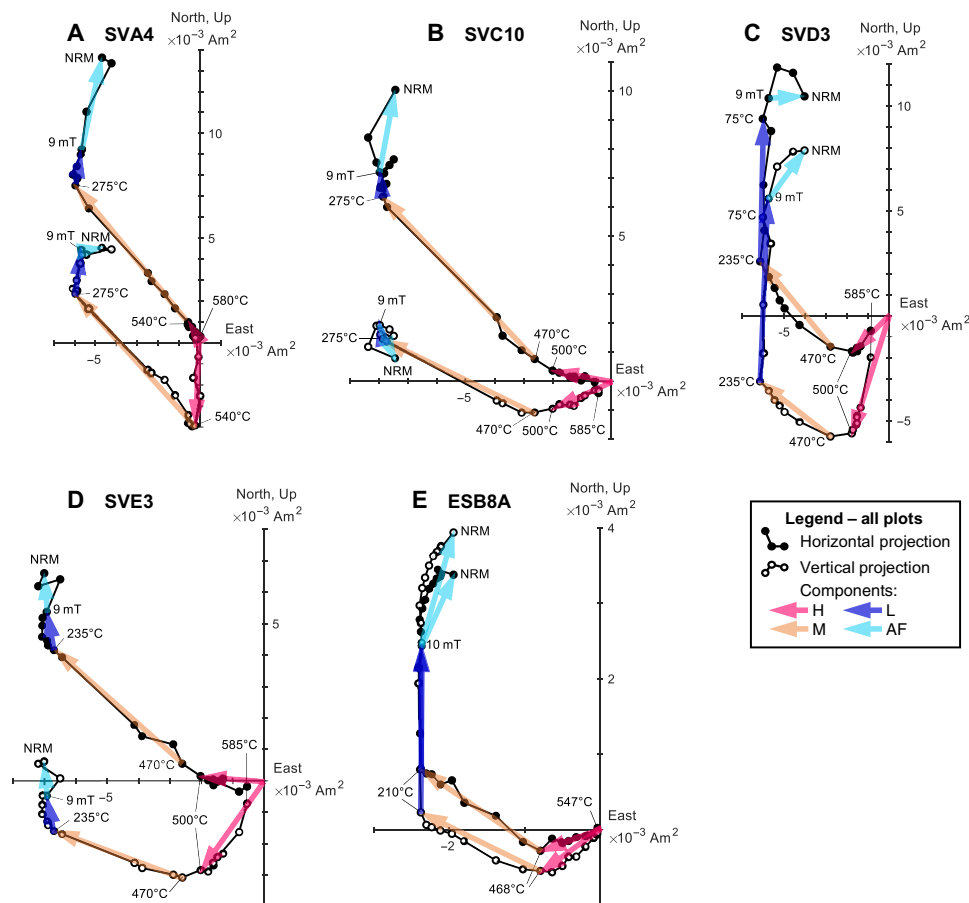 A SVA4
North, Up
×10⁻³ Am²
NRM
10
9 mT
275°C
5
9 mT
NRM
275°C
580°C
540°C
East
×10⁻³ Am²
−5
540°C
B SVC10
North, Up
×10⁻³ Am²
NRM
9 mT
275°C
5
9 mT
275°C
NRM
470°C
500°C
East
×10⁻³ Am²
−5
470°C
500°C
585°C
C SVD3
North, Up
×10⁻³ Am²
9 mT
NRM
10
75°C
NRM
9 mT
5
75°C
235°C
585°C
East
×10⁻³ Am²
−5
470°C
500°C
235°C
470°C
−5
D SVE3
North, Up
×10⁻³ Am²
NRM
9 mT
5
235°C
585°C
470°C
NRM
East
×10⁻³ Am²
9 mT
−5
235°C
500°C
470°C
E ESB8A
North, Up
×10⁻³ Am²
4
NRM
NRM
10 mT
2
210°C
547°C
East
×10⁻³ Am²
−2
468°C
Legend – all plots
Horizontal projection
Vertical projection
Components:
H L
M AF